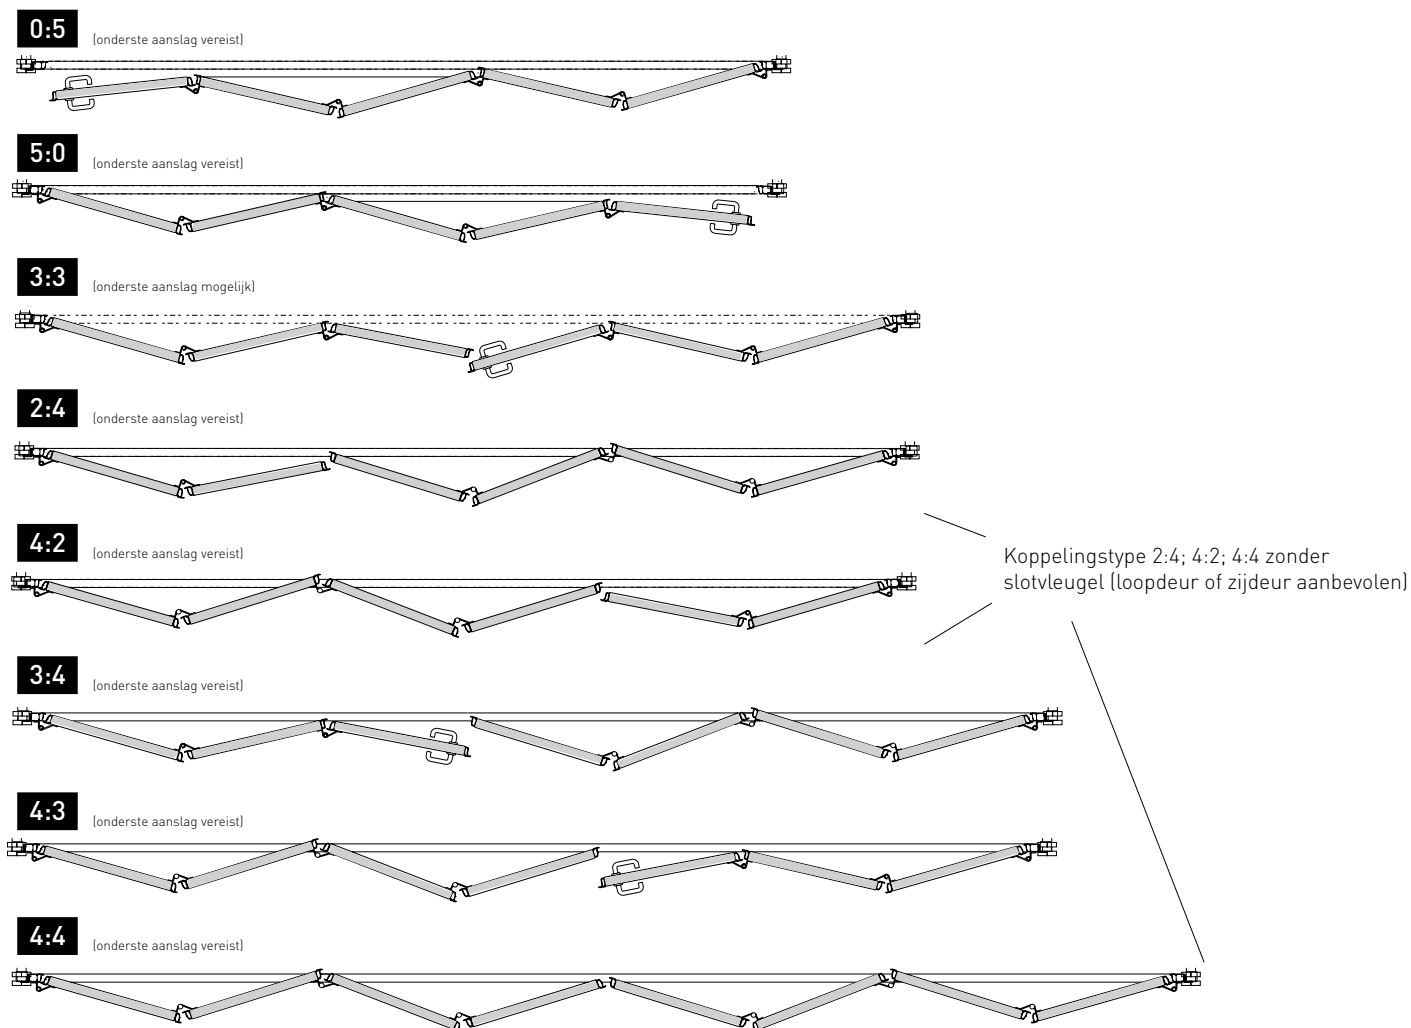 0:5
(onderste aanslag vereist)
5:0
(onderste aanslag vereist)
3:3
(onderste aanslag mogelijk)
2:4
(onderste aanslag vereist)
4:2
(onderste aanslag vereist)
Koppelingstype 2:4; 4:2; 4:4 zonder
slotvleugel (loopdeur of zijdeur aanbevolen)
3:4
(onderste aanslag vereist)
4:3
(onderste aanslag vereist)
4:4
(onderste aanslag vereist)